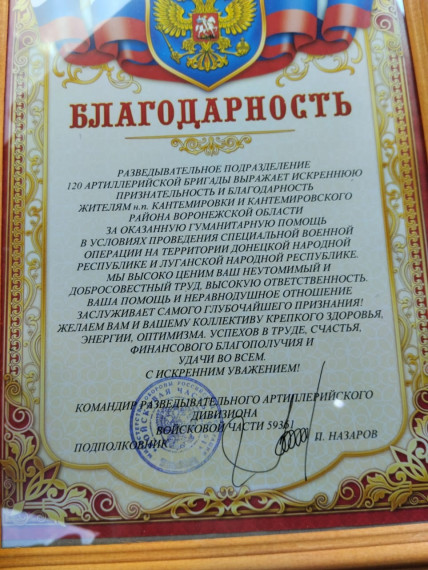 БЛАГОДАРНОСТЬ
РАЗВЕДЫВАТЕЛЬНОЕ ПОДРАЗДЕЛЕНИЕ
120 АРТИЛЛЕРИЙСКОЙ БРИГАДЫ ВЫРАЖАЕТ ИСКРЕННЮЮ
ПРИЗНАТЕЛЬНОСТЬ И БЛАГОДАРНОСТЬ
ЖИТЕЛЯМ н.п. КАНТЕМИРОВКИ И КАНТЕМИРОВСКОГО
РАЙОНА ВОРОНЕЖСКОЙ ОБЛАСТИ
ЗА ОКАЗАННУЮ ГУМАНИТАРНУЮ ПОМОЩЬ
В УСЛОВИЯХ ПРОВЕДЕНИЯ СПЕЦИАЛЬНОЙ ВОЕННОЙ
ОПЕРАЦИИ НА ТЕРРИТОРИИ ДОНЕЦКОЙ НАРОДНОЙ
РЕСПУБЛИКЕ И ЛУГАНСКОЙ НАРОДНОЙ РЕСПУБЛИКЕ.
МЫ ВЫСОКО ЦЕНИМ ВАШ НЕУТОМИМЫЙ И
ДОБРОСОВЕСТНЫЙ ТРУД, ВЫСОКУЮ ОТВЕТСТВЕННОСТЬ.
ВАША ПОМОЩЬ И НЕРАВНОДУШНОЕ ОТНОШЕНИЕ
ЗАСЛУЖИВАЕТ САМОГО ГЛУБОЧАЙШЕГО ПРИЗНАНИЯ!
ЖЕЛАЕМ ВАМ И ВАШЕМУ КОЛЛЕКТИВУ КРЕПКОГО ЗДОРОВЬЯ,
ЭНЕРГИИ, ОПТИМИЗМА. УСПЕХОВ В ТРУДЕ, СЧАСТЬЯ,
ФИНАНСОВОГО БЛАГОПОЛУЧИЯ И
УДАЧИ ВО ВСЕМ.
С ИСКРЕННИМ УВАЖЕНИЕМ!
КОМАНДИР РАЗВЕДЫВАТЕЛЬНОГО АРТИЛЛЕРИЙСКОГО
ДИВИЗИОНА
ВОЙСКОВОЙ ЧАСТИ 59361
ПОДПОЛКОВНИК П. НАЗАРОВ